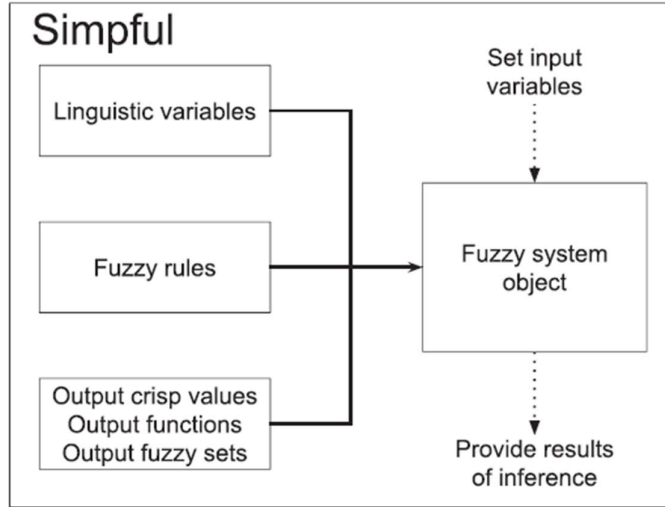 Simpful
Linguistic variables
Fuzzy rules
Output crisp values
Output functions
Output fuzzy sets
Set input
variables
Fuzzy system
object
Provide results
of inference